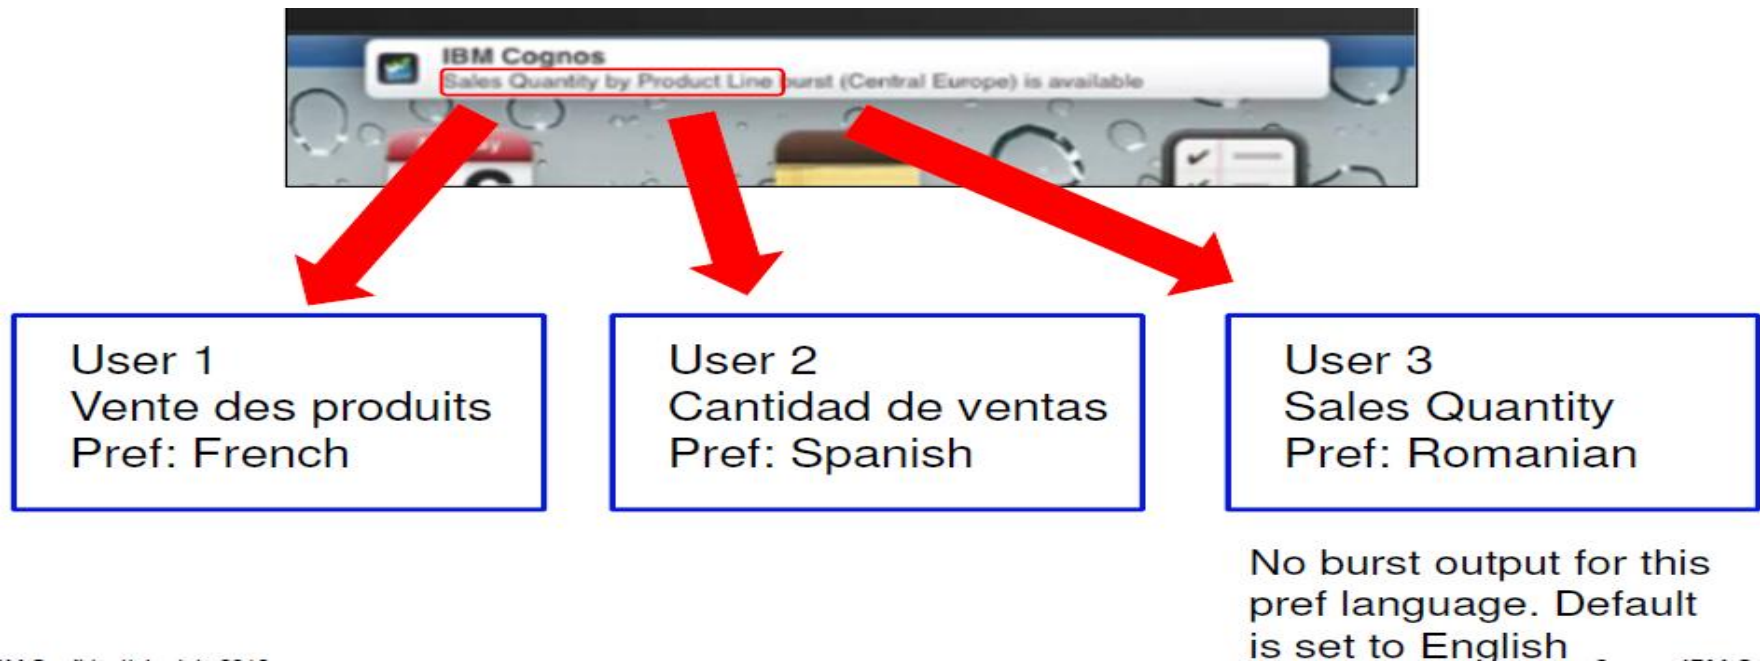 IBM Cognos
Sales Quantity by Product Line burst (Central Europe) is available
User 1
Vente des produits
Pref: French
User 2
Cantidad de ventas
Pref: Spanish
User 3
Sales Quantity
Pref: Romanian
No burst output for this
pref language. Default
is set to English